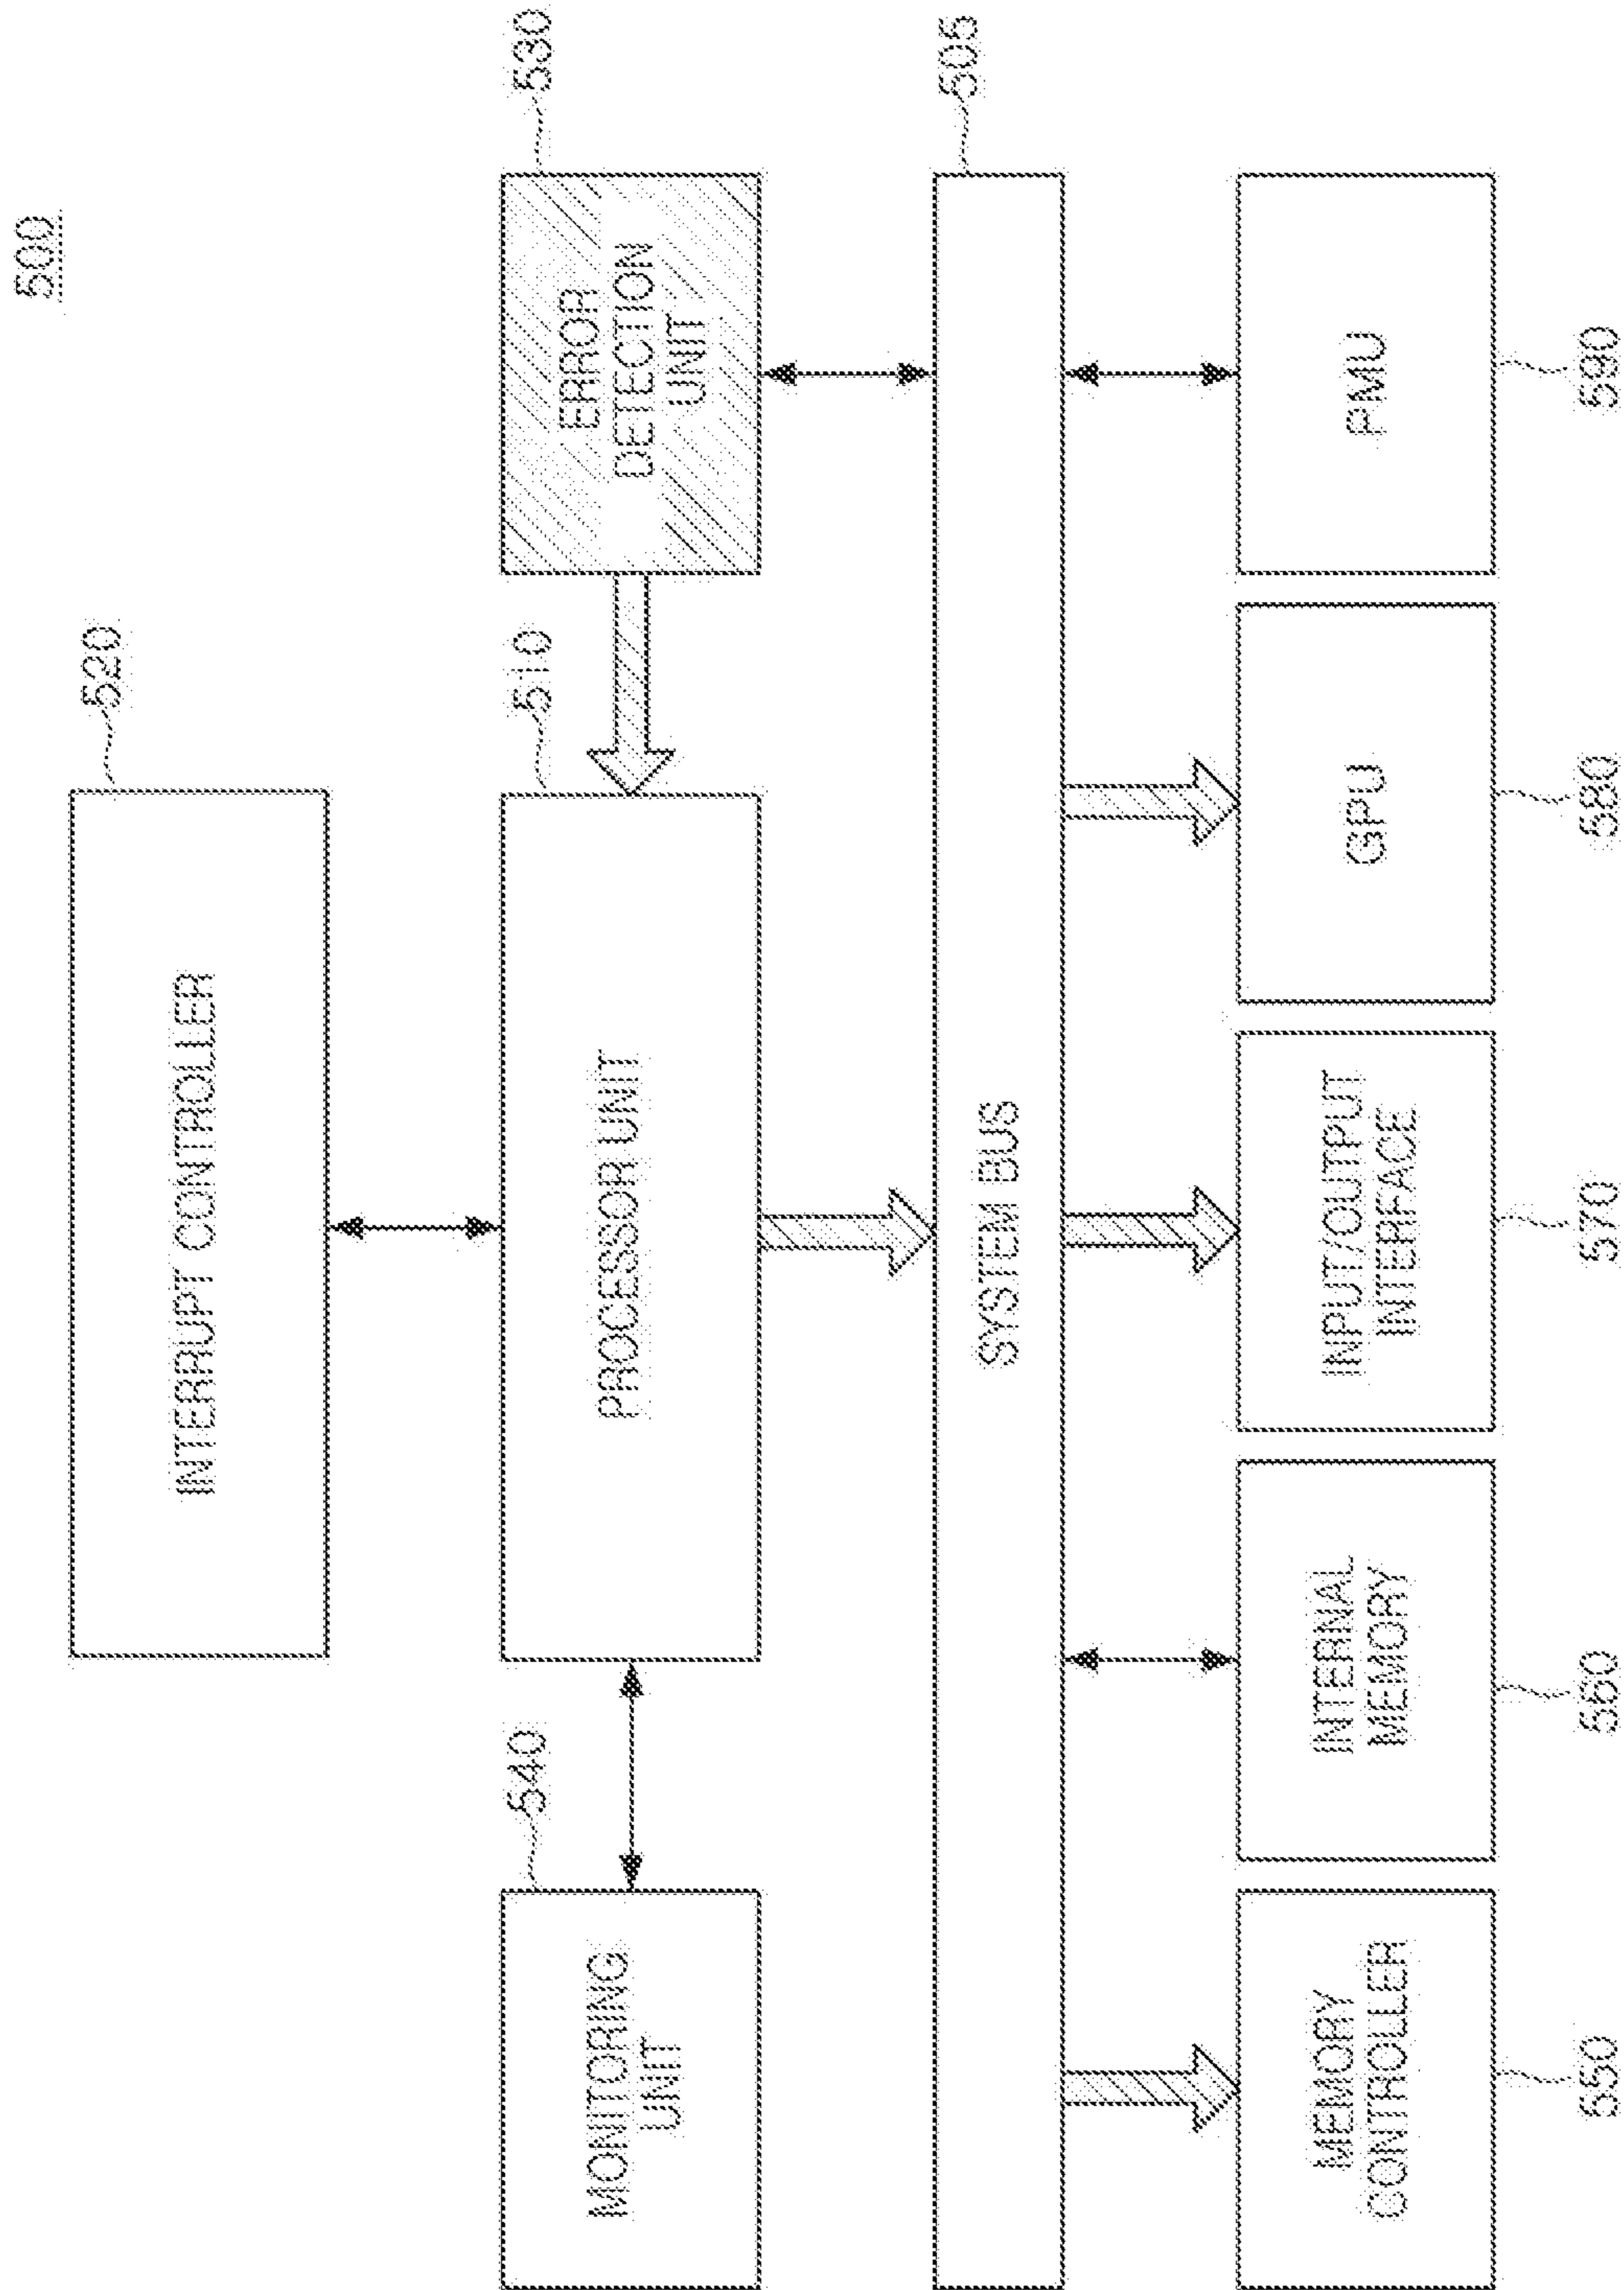 500
520
INTERRUPT CONTROLLER
540
510
530
MONITORING
UNIT
PROCESSOR UNIT
ERROR
DETECTION
UNIT
505
SYSTEM BUS
MEMORY
CONTROLLER
INTERNAL
MEMORY
INPUT/OUTPUT
INTERFACE
GPU
PMU
550
560
570
580
590